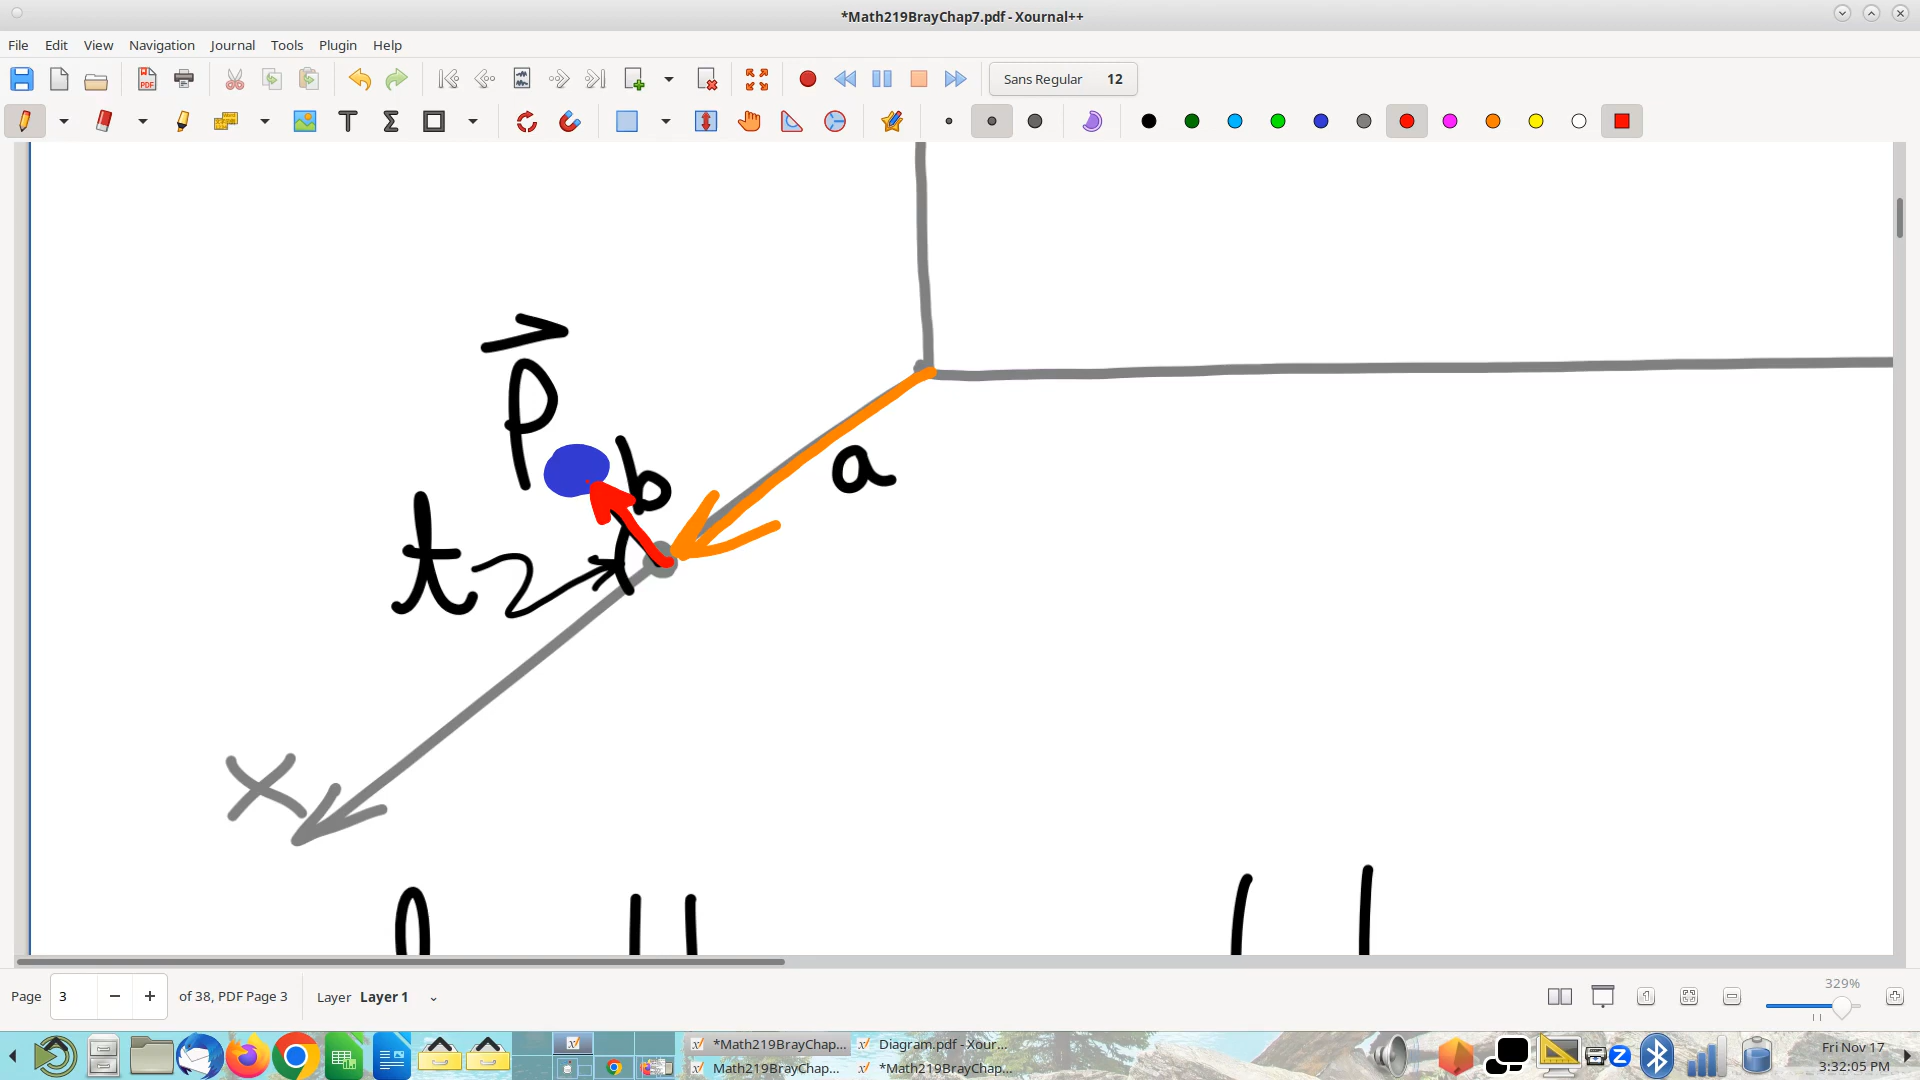 *Math219BrayChap7.pdf - Xournal++
File Edit View Navigation Journal Tools Plugin Help
Sans Regular 12
p
b
a
t
x
Page 3 of 38, PDF Page 3 Layer Layer 1
329%
*Math219BrayChap... Diagram.pdf - Xour...
Math219BrayChap... *Math219BrayChap...
Fri Nov 17
3:32:05 PM